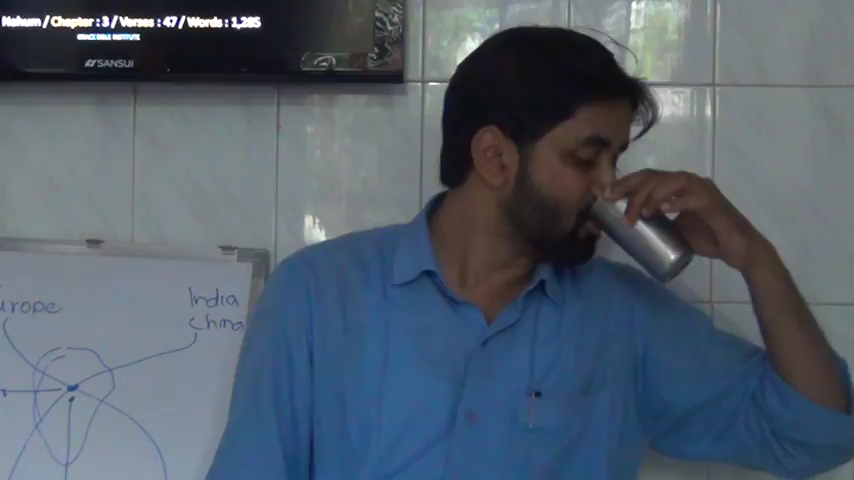 Nahum / Chapter : 3 / Verses : 47 / Words : 1,285
GRACE BIBLE INSTITUTE
SANSUI
urope
India
China